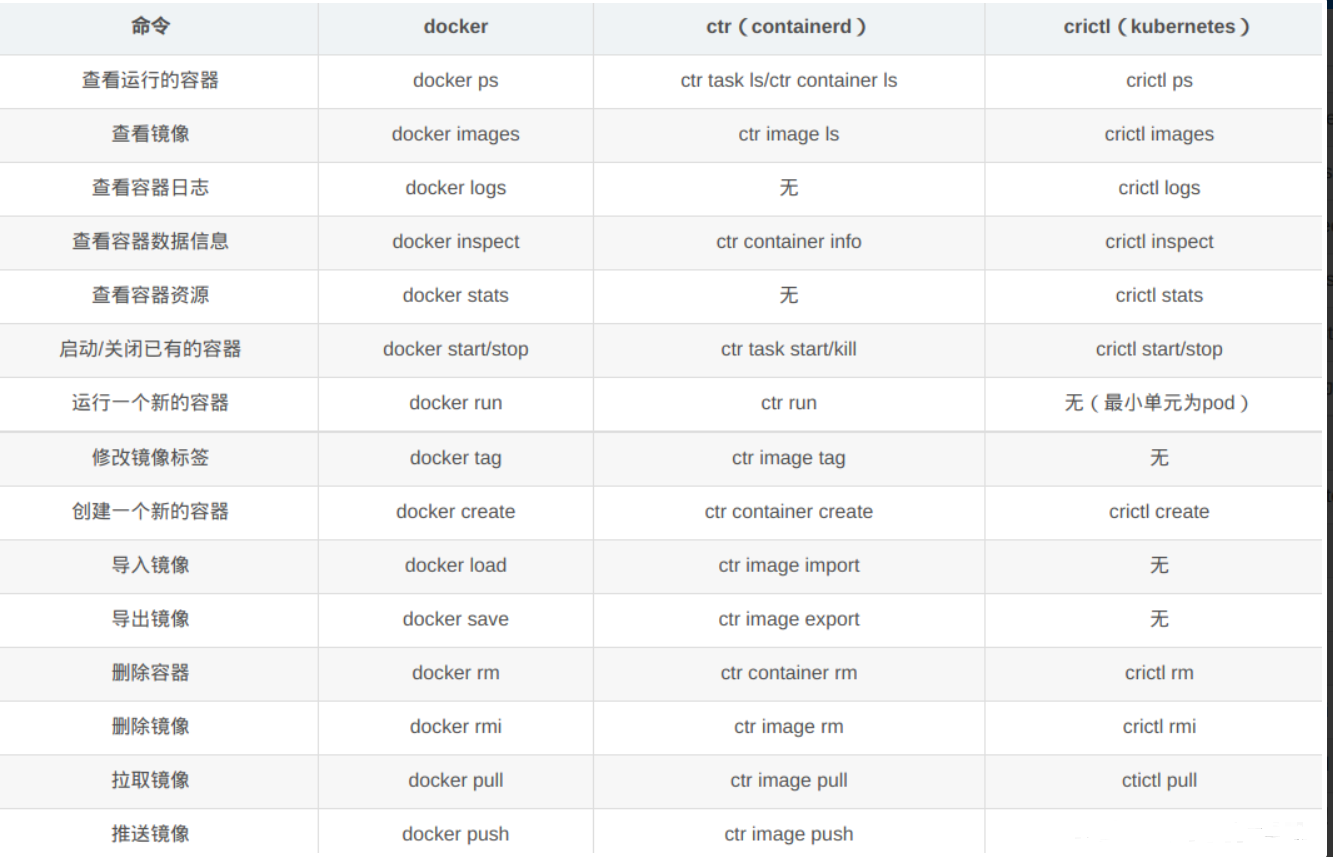 命令 docker ctr（containerd） crictl（kubernetes）
查看运行的容器 docker ps ctr task ls/ctr container ls crictl ps
查看镜像 docker images ctr image ls crictl images
查看容器日志 docker logs 无 crictl logs
查看容器数据信息 docker inspect ctr container info crictl inspect
查看容器资源 docker stats 无 crictl stats
启动/关闭已有的容器 docker start/stop ctr task start/kill crictl start/stop
运行一个新的容器 docker run ctr run 无（最小单元为pod）
修改镜像标签 docker tag ctr image tag 无
创建一个新的容器 docker create ctr container create crictl create
导入镜像 docker load ctr image import 无
导出镜像 docker save ctr image export 无
删除容器 docker rm ctr container rm crictl rm
删除镜像 docker rmi ctr image rm crictl rmi
拉取镜像 docker pull ctr image pull ctictl pull
推送镜像 docker push ctr image push